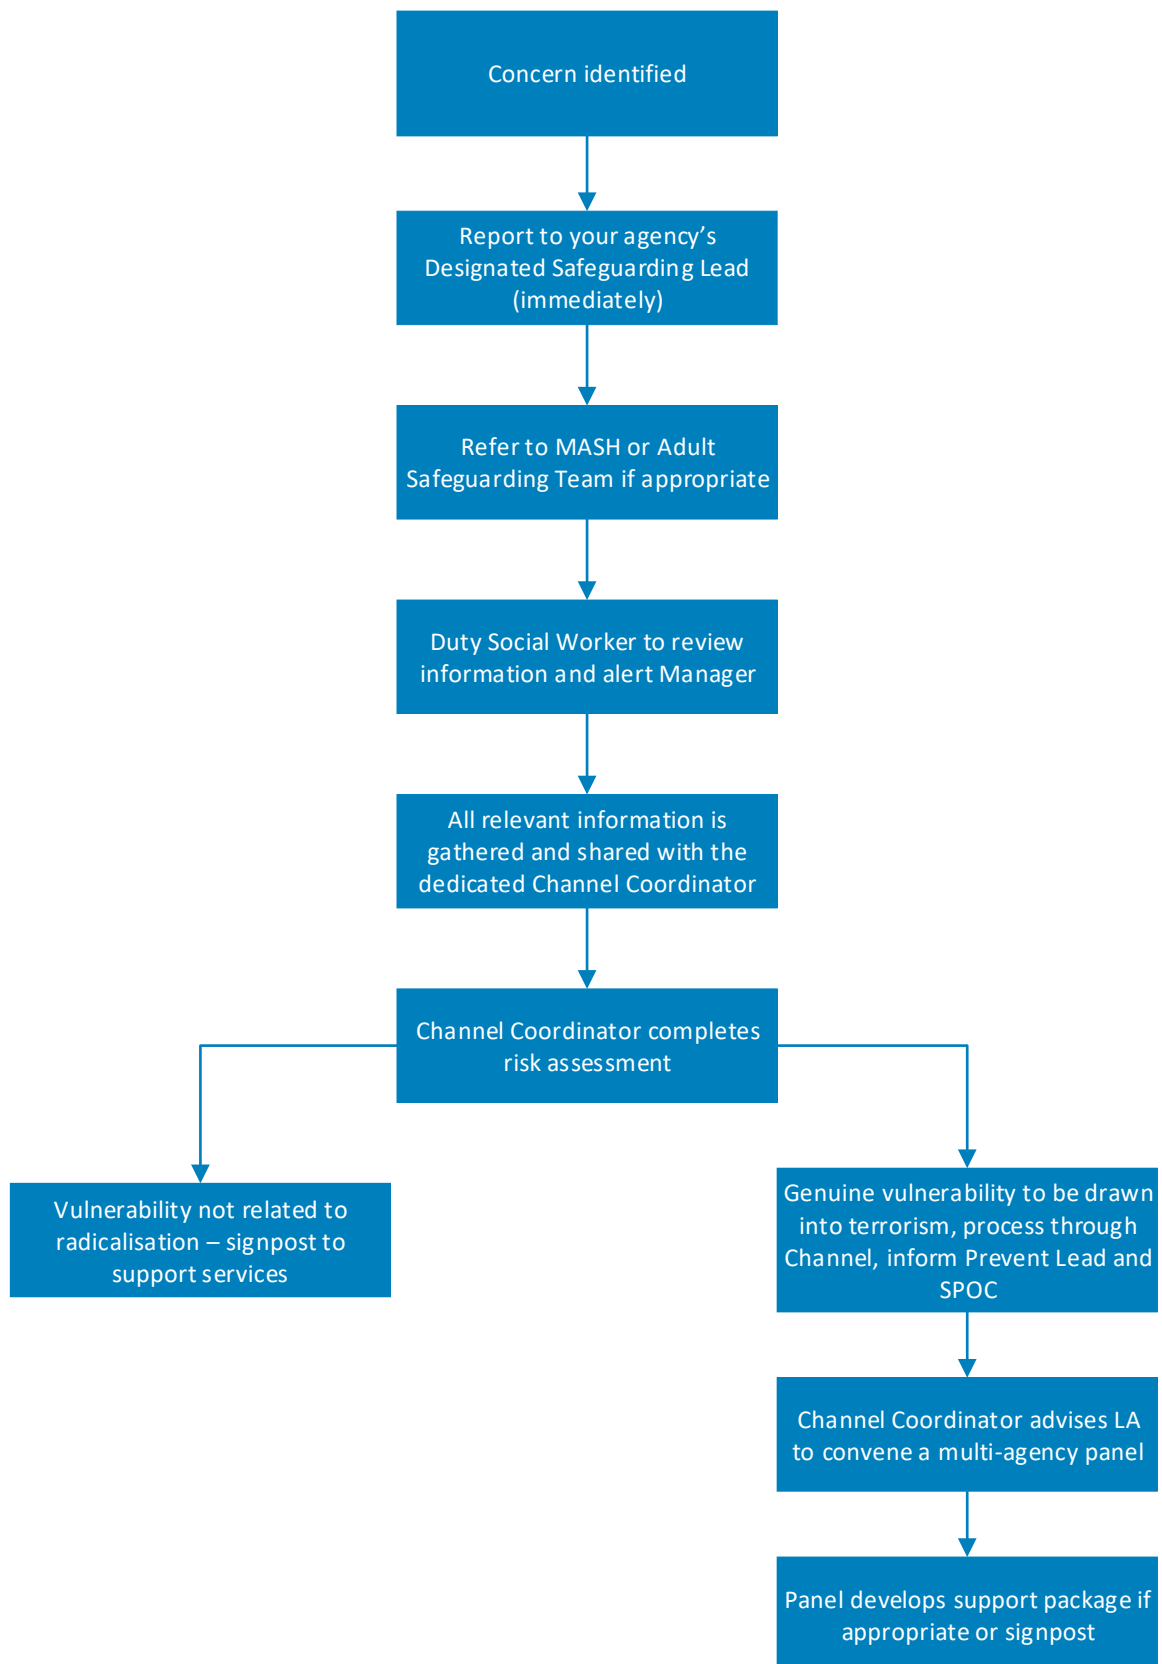 Concern identified
Report to your agency’s
Designated Safeguarding Lead
(immediately)
Refer to MASH or Adult
Safeguarding Team if appropriate
Duty Social Worker to review
information and alert Manager
All relevant information is
gathered and shared with the
dedicated Channel Coordinator
Channel Coordinator completes
risk assessment
Vulnerability not related to
radicalisation – signpost to
support services
Genuine vulnerability to be drawn
into terrorism, process through
Channel, inform Prevent Lead and
SPOC
Channel Coordinator advises LA
to convene a multi-agency panel
Panel develops support package if
appropriate or signpost